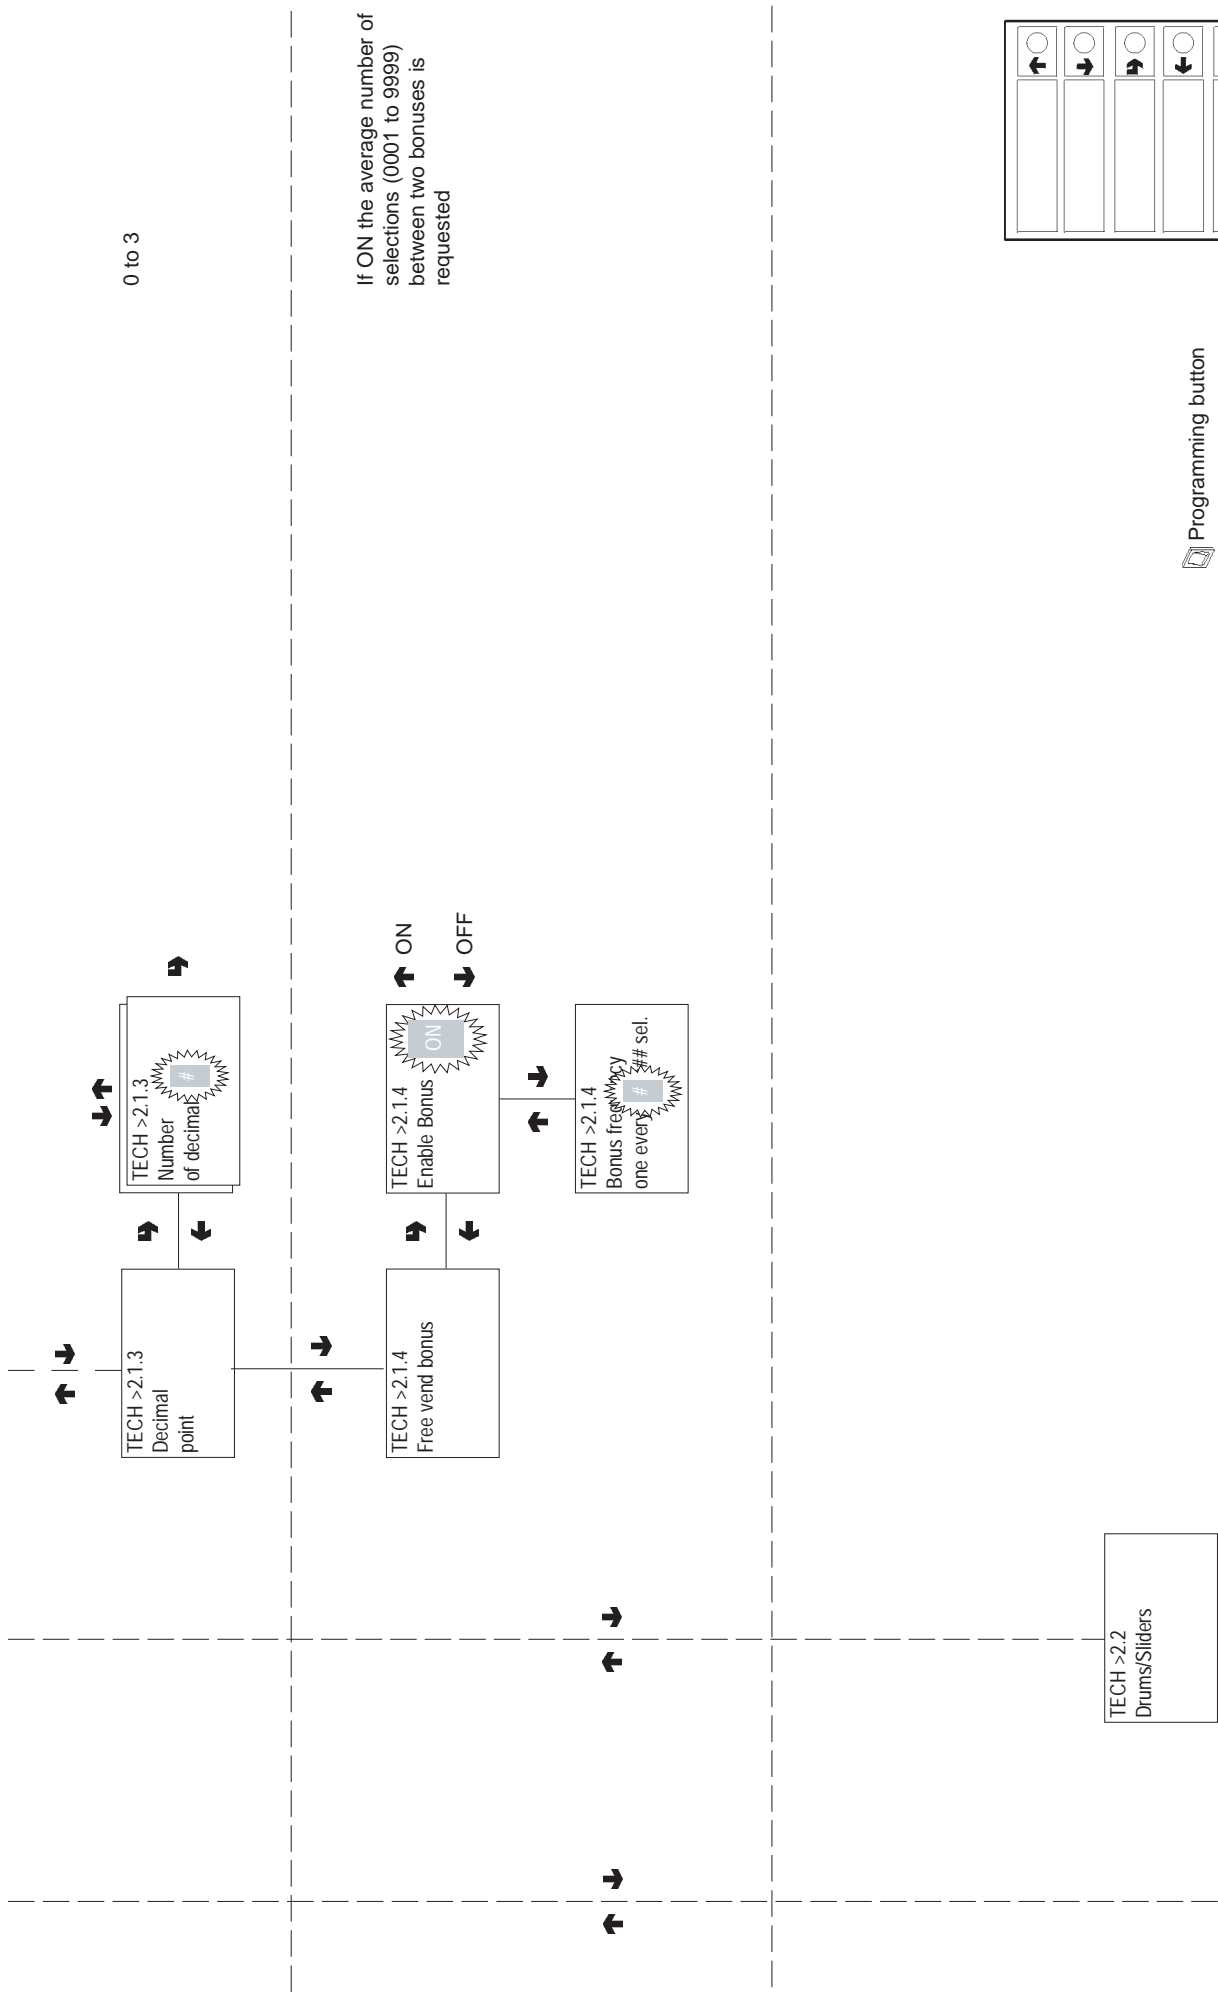 TECH >2.1.3
Decimal
point
TECH >2.1.3
Number
of decimal
#
0 to 3
TECH >2.1.4
Free vend bonus
TECH >2.1.4
Enable Bonus
ON
ON
OFF
If ON the average number of
selections (0001 to 9999)
between two bonuses is
requested
TECH >2.1.4
Bonus frequency
one every # ## sel.
TECH >2.2
Drums/Sliders
Programming button